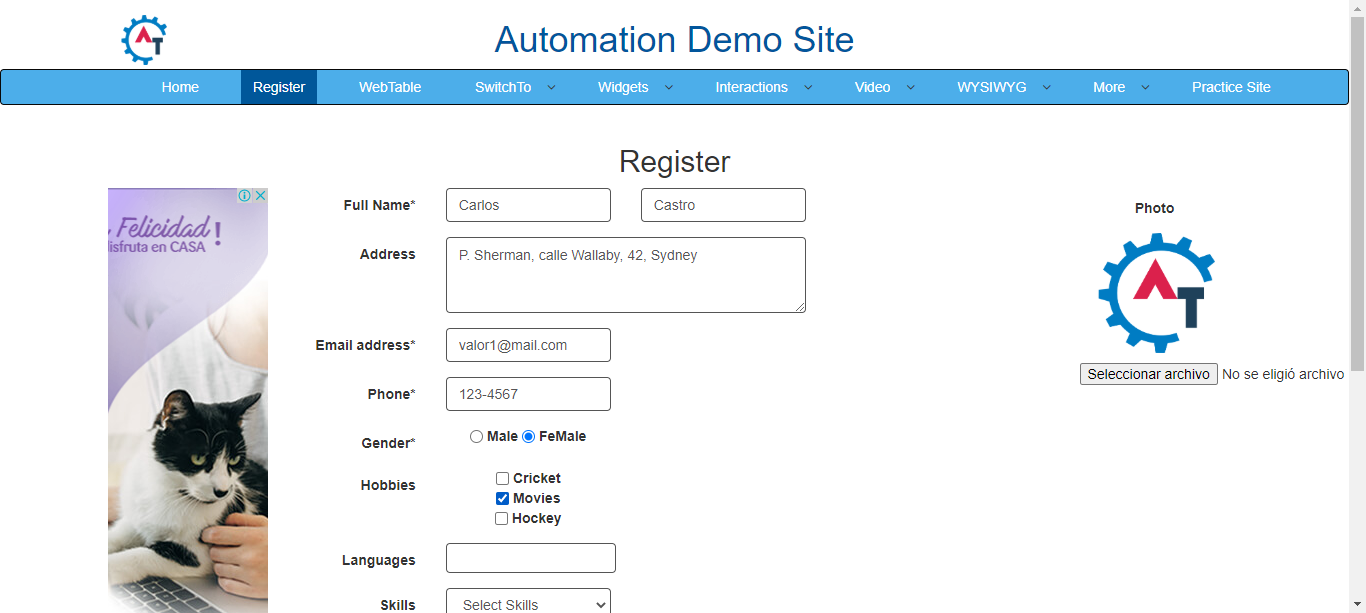 Automation Demo Site
Home Register WebTable SwitchTo Widgets Interactions Video WYSIWYG More Practice Site
Register
Felicidad!
disfruta en CASA
Full Name* Carlos Castro
Address P. Sherman, calle Wallaby, 42, Sydney
Email address* valor1@mail.com
Phone* 123-4567
Gender* Male FeMale
Hobbies Cricket
Movies
Hockey
Languages
Skills Select Skills
Photo
AT
Seleccionar archivo No se eligió archivo